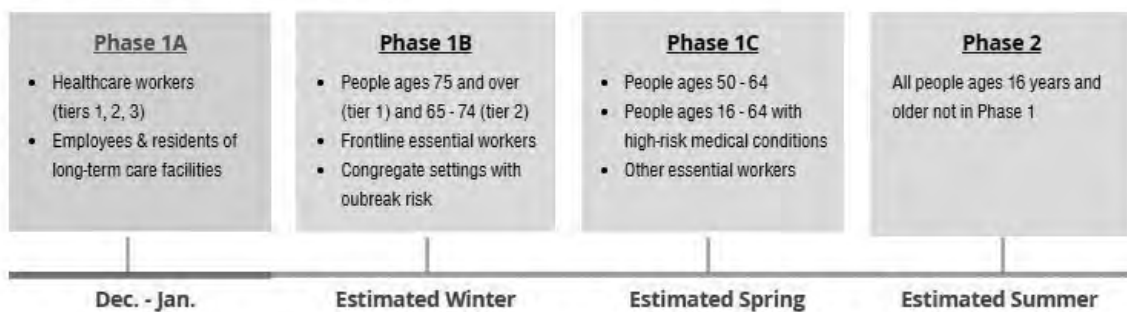 Phase 1A
• Healthcare workers
(tiers 1, 2, 3)
• Employees & residents of
long-term care facilities
Phase 1B
• People ages 75 and over
(tier 1) and 65 - 74 (tier 2)
• Frontline essential workers
• Congregate settings with
oubreak risk
Phase 1C
• People ages 50 - 64
• People ages 16 - 64 with
high-risk medical conditions
• Other essential workers
Phase 2
All people ages 16 years and
older not in Phase 1
Dec. - Jan.
Estimated Winter
Estimated Spring
Estimated Summer